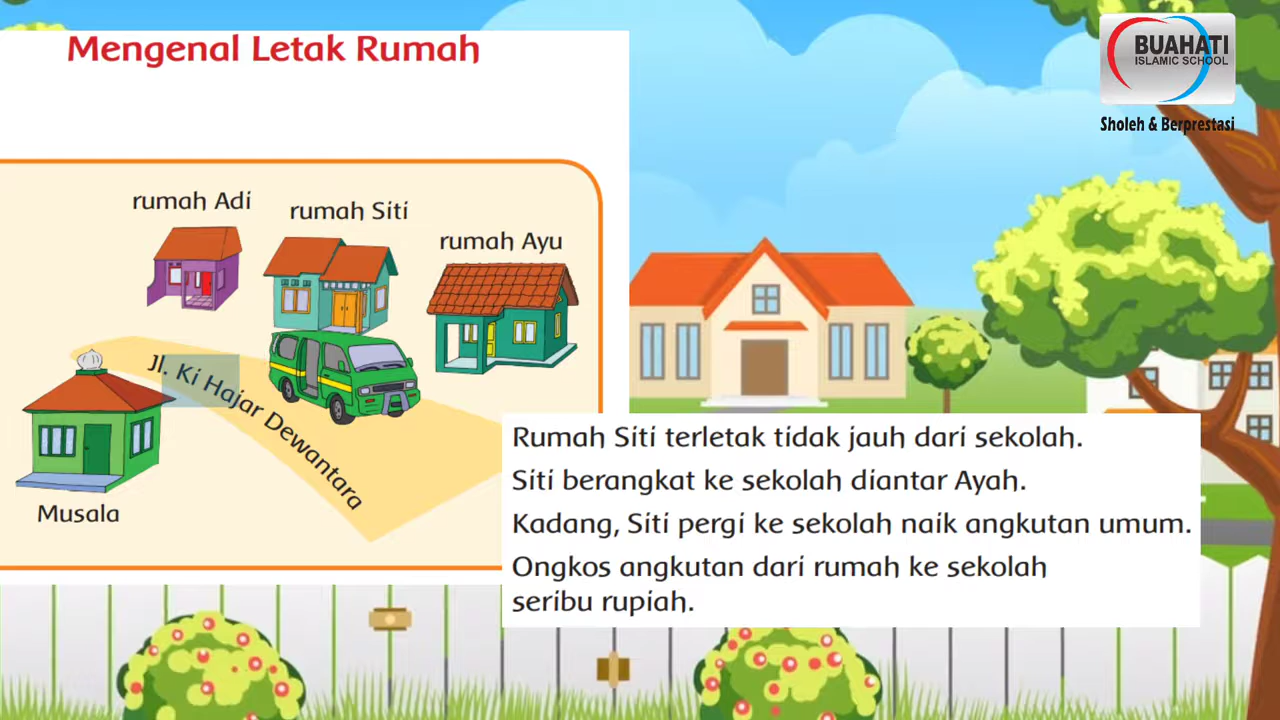 Mengenal Letak Rumah
BUAHATI
ISLAMIC SCHOOL
Sholeh & Berprestasi
rumah Adi
rumah Siti
rumah Ayu
Jl. Ki Hajar Dewantara
Musala
Rumah Siti terletak tidak jauh dari sekolah.
Siti berangkat ke sekolah diantar Ayah.
Kadang, Siti pergi ke sekolah naik angkutan umum.
Ongkos angkutan dari rumah ke sekolah
seribu rupiah.